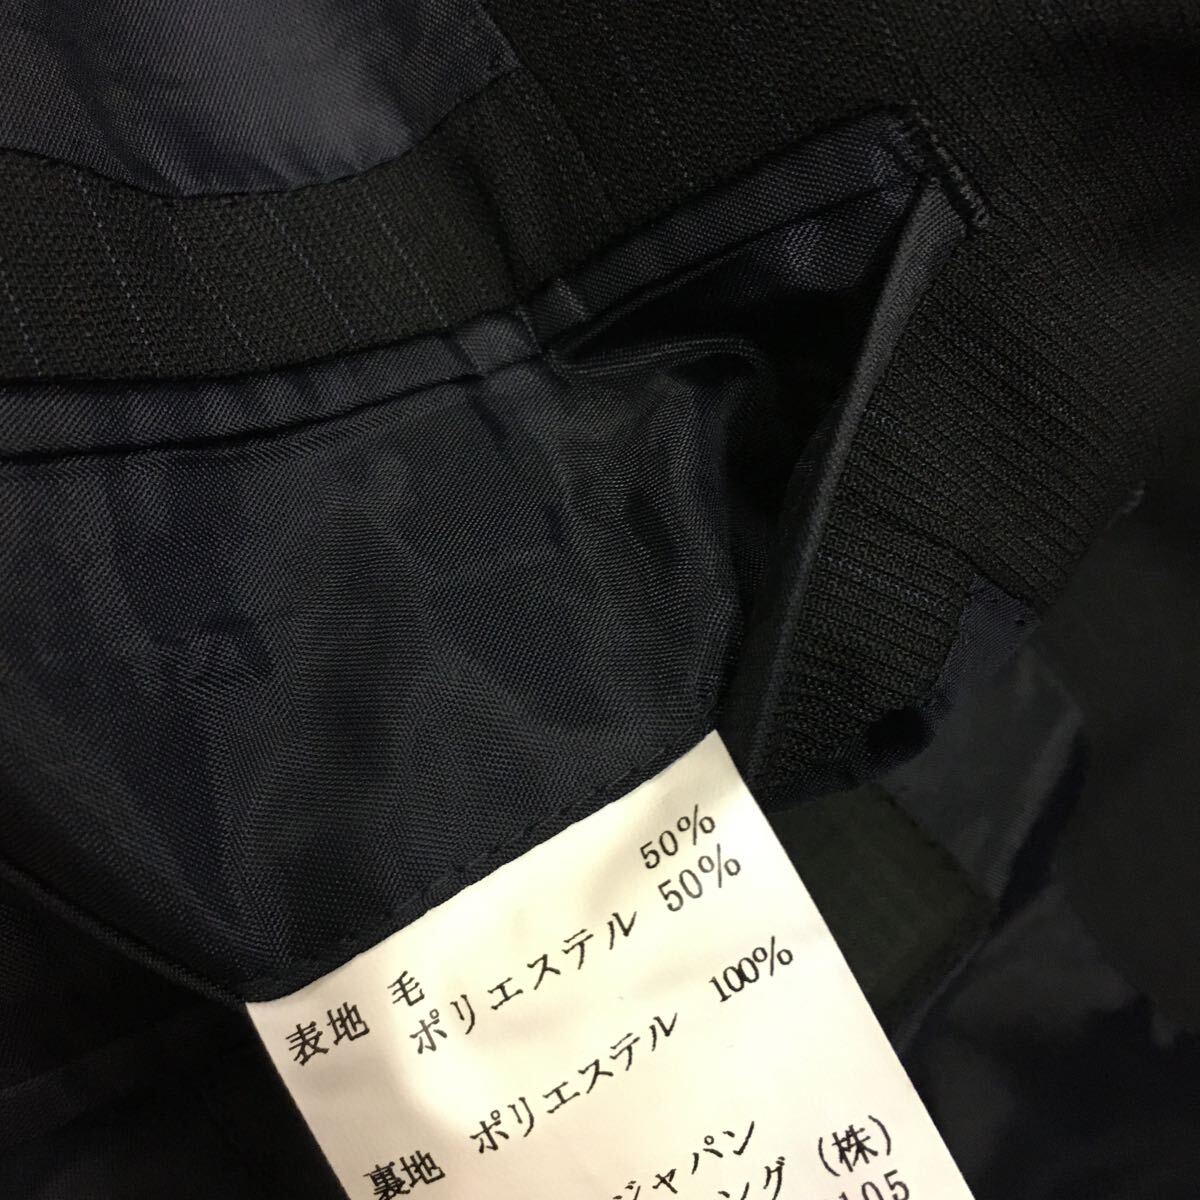 表地 毛 50%
ポリエステル 50%
裏地 ポリエステル 100%
ジャパン
ング(株)
105